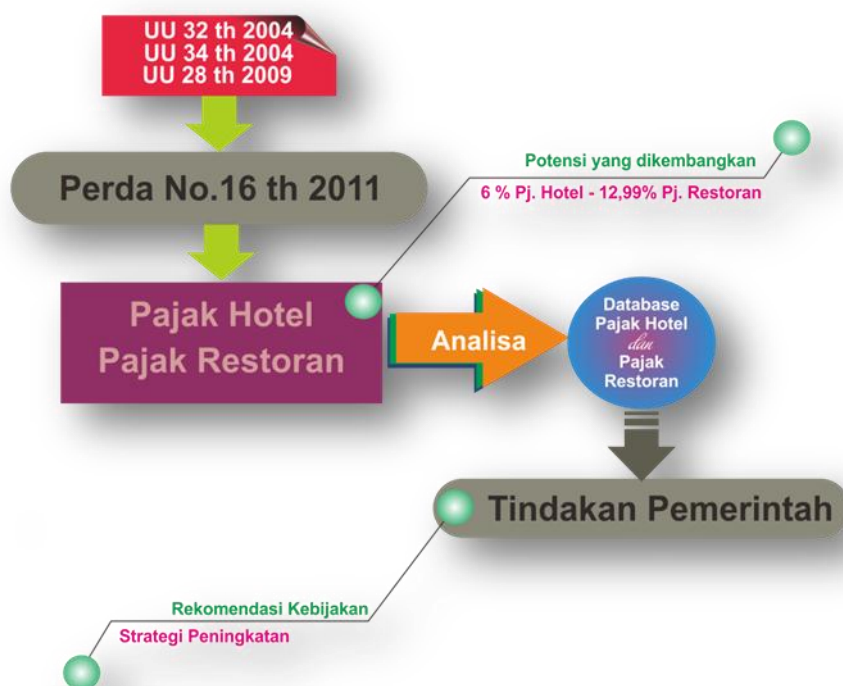 UU 32 th 2004
UU 34 th 2004
UU 28 th 2009
Perda No.16 th 2011
Potensi yang dikembangkan
6 % Pj. Hotel - 12,99% Pj. Restoran
Pajak Hotel
Pajak Restoran
Analisa
Database
Pajak Hotel
dan
Pajak
Restoran
Tindakan Pemerintah
Rekomendasi Kebijakan
Strategi Peningkatan